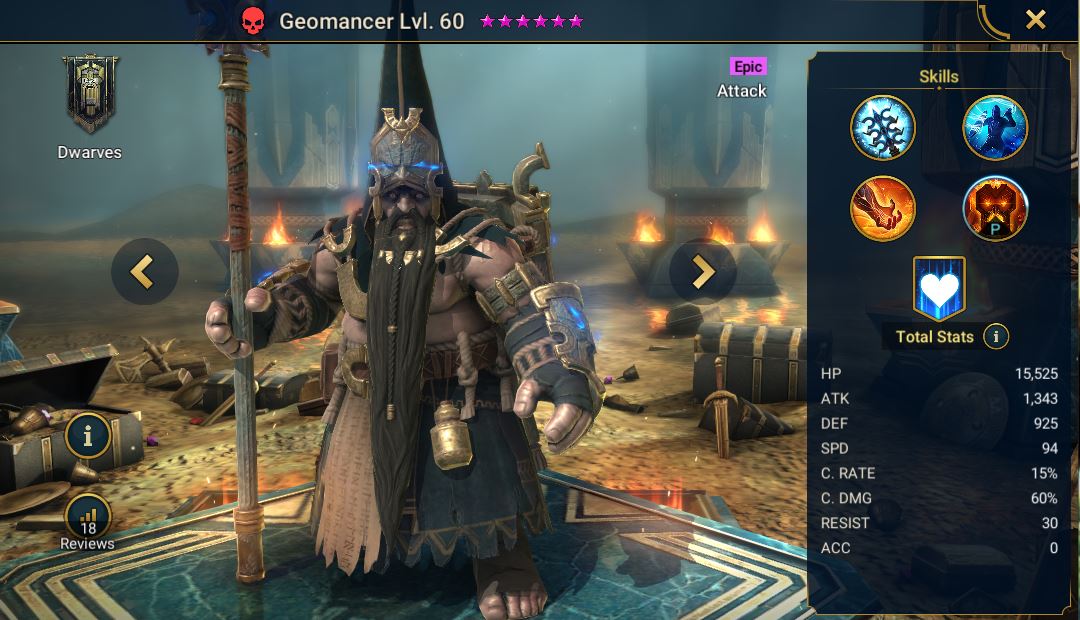 Geomancer Lvl. 60
Epic
Attack
Dwarves
18
Reviews
Skills
P
Total Stats
HP 15,525
ATK 1,343
DEF 925
SPD 94
C. RATE 15%
C. DMG 60%
RESIST 30
ACC 0